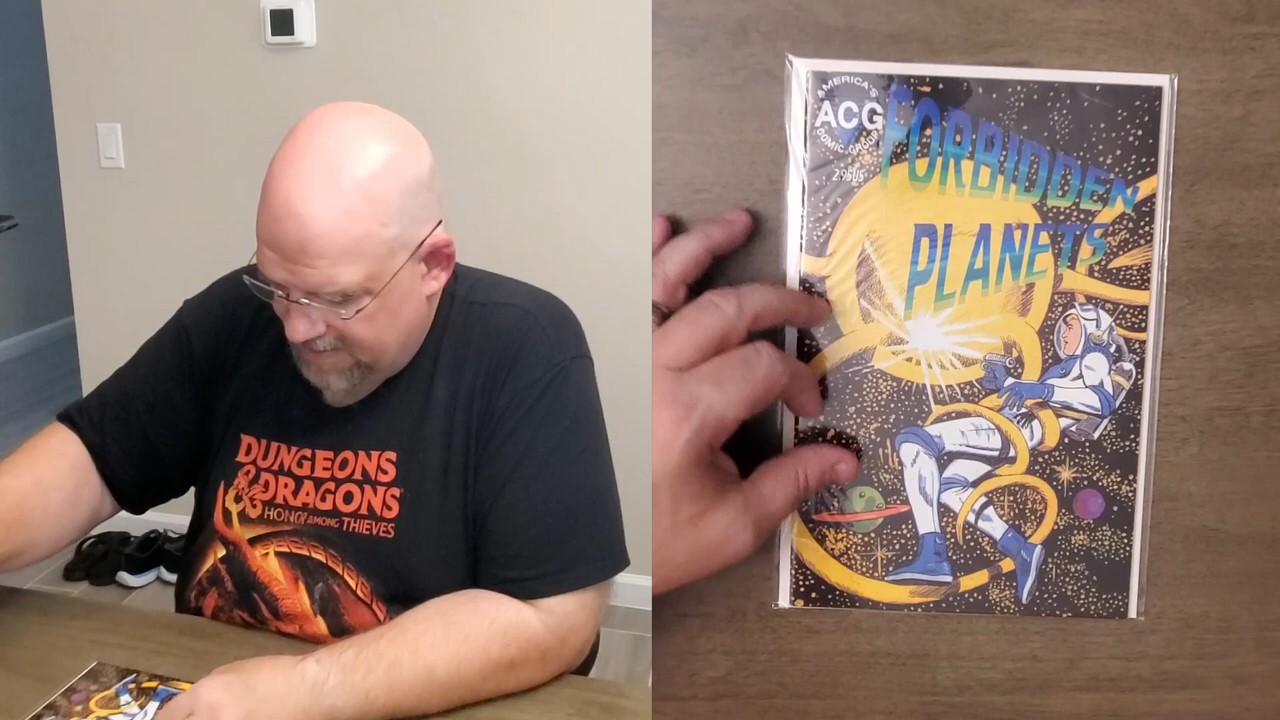 DUNGEONS
& DRAGONS
HONOR AMONG THIEVES
AMERICA'S
ACG
COMIC GROUP
2.95US
FORBIDDEN
PLANETS